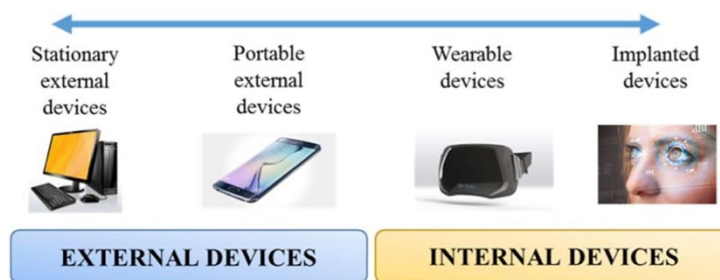 Stationary
external
devices
Portable
external
devices
Wearable
devices
Implanted
devices
EXTERNAL DEVICES
INTERNAL DEVICES